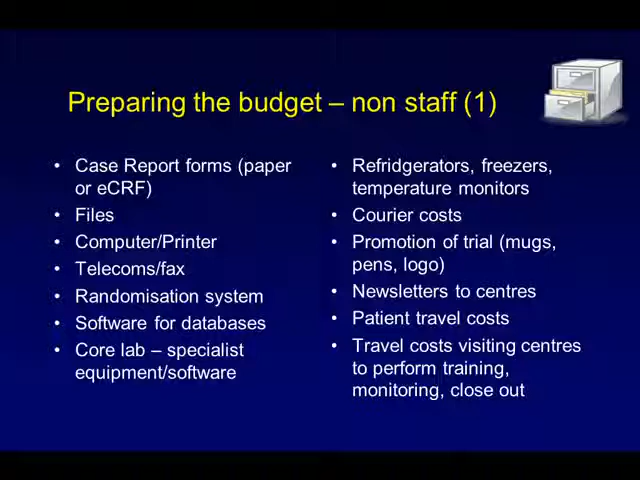 Preparing the budget – non staff (1)
• Case Report forms (paper
or eCRF)
• Files
• Computer/Printer
• Telecoms/fax
• Randomisation system
• Software for databases
• Core lab – specialist
equipment/software
• Refridgerators, freezers,
temperature monitors
• Courier costs
• Promotion of trial (mugs,
pens, logo)
• Newsletters to centres
• Patient travel costs
• Travel costs visiting centres
to perform training,
monitoring, close out